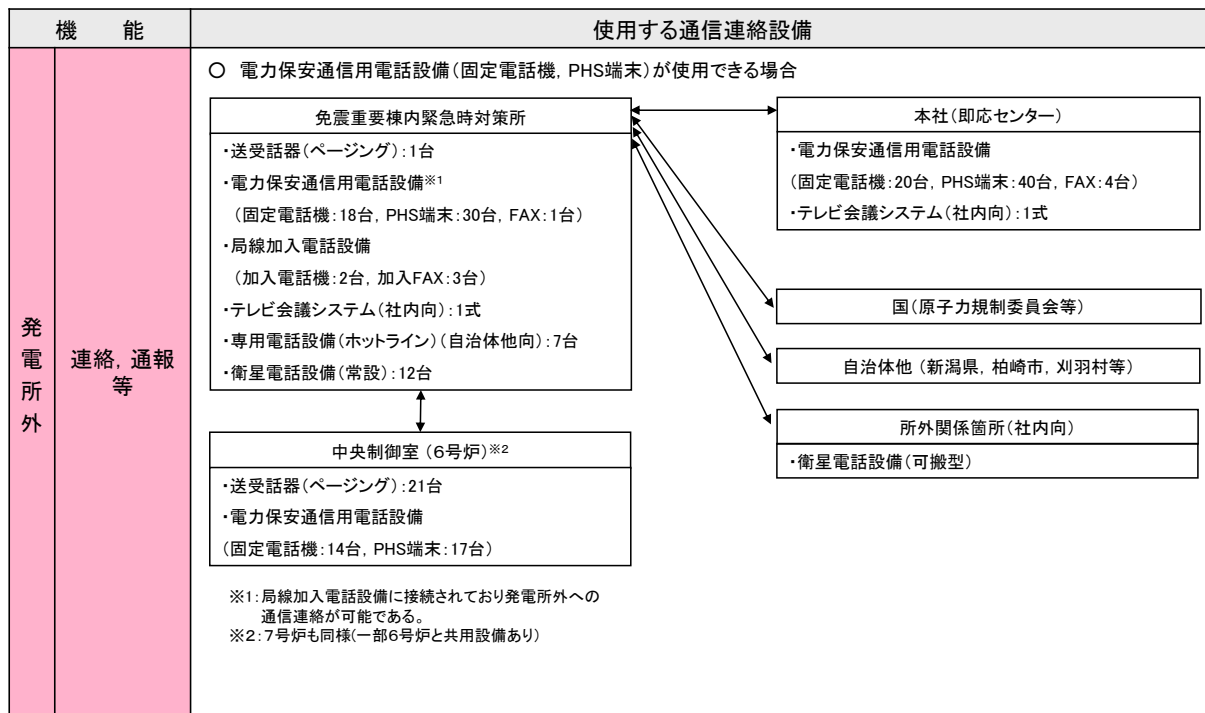 機 能
使用する通信連絡設備
発電所外
連絡，通報
等
○ 電力保安通信用電話設備（固定電話機，PHS端末）が使用できる場合
免震重要棟内緊急時対策所
・送受話器（ページング）：1台
・電力保安通信用電話設備※1
（固定電話機：18台，PHS端末：30台，FAX：1台）
・局線加入電話設備
（加入電話機：2台，加入FAX：3台）
・テレビ会議システム（社内向）：1式
・専用電話設備（ホットライン）（自治体他向）：7台
・衛星電話設備（常設）：12台
中央制御室（６号炉）※2
・送受話器（ページング）：21台
・電力保安通信用電話設備
（固定電話機：14台，PHS端末：17台）
※１：局線加入電話設備に接続されており発電所外への
通信連絡が可能である。
※２：７号炉も同様（一部６号炉と共用設備あり）
本社（即応センター）
・電力保安通信用電話設備
（固定電話機：20台，PHS端末：40台，FAX：4台）
・テレビ会議システム（社内向）：1式
国（原子力規制委員会等）
自治体他（新潟県，柏崎市，刈羽村等）
所外関係箇所（社内向）
・衛星電話設備（可搬型）